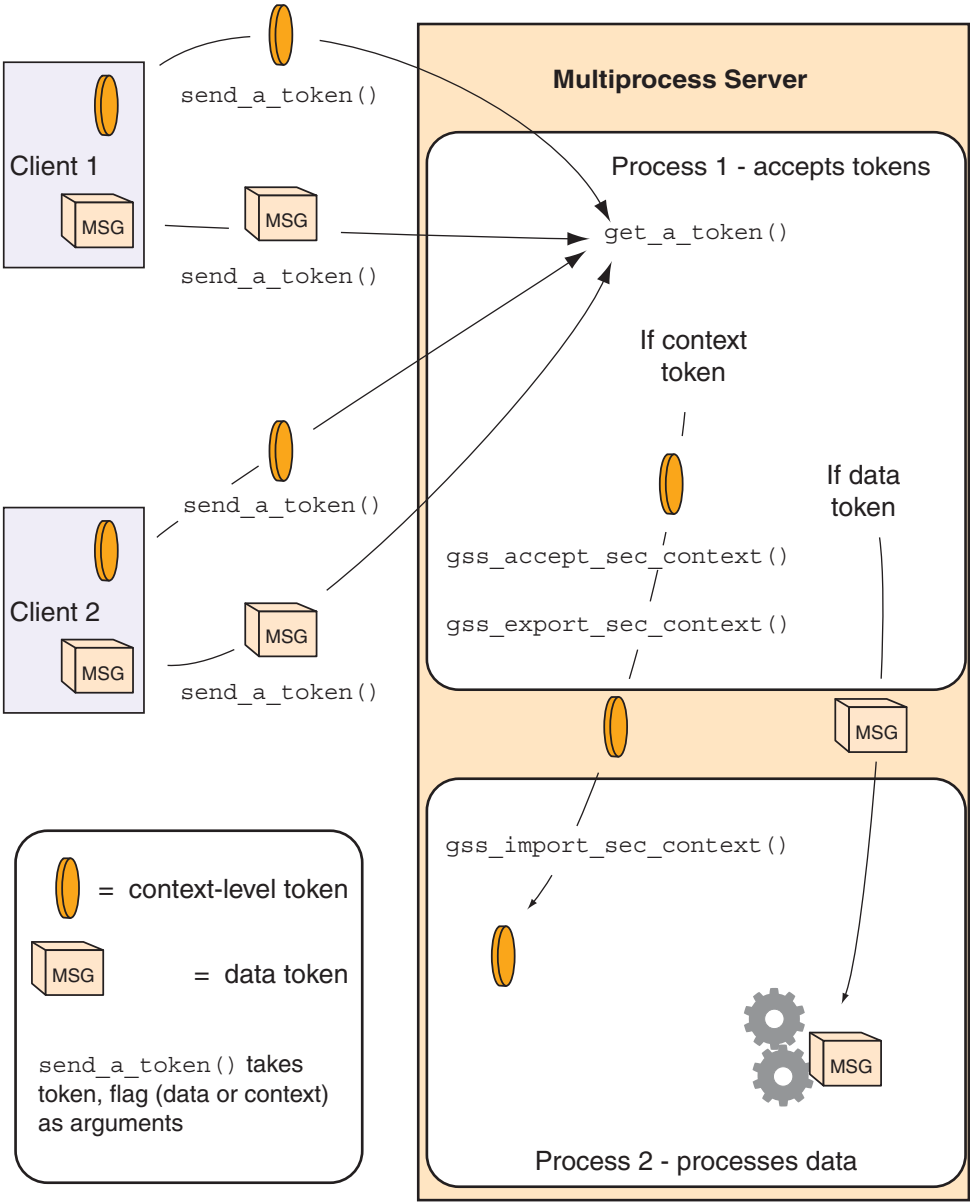 send_a_token()
Client 1
MSG
MSG
send_a_token()
send_a_token()
Client 2
MSG
MSG
send_a_token()
Multiprocess Server
Process 1 - accepts tokens
get_a_token()
If context
token
If data
token
gss_accept_sec_context()
gss_export_sec_context()
MSG
gss_import_sec_context()
MSG
Process 2 - processes data
= context-level token
MSG
= data token
send_a_token() takes
token, flag (data or context)
as arguments